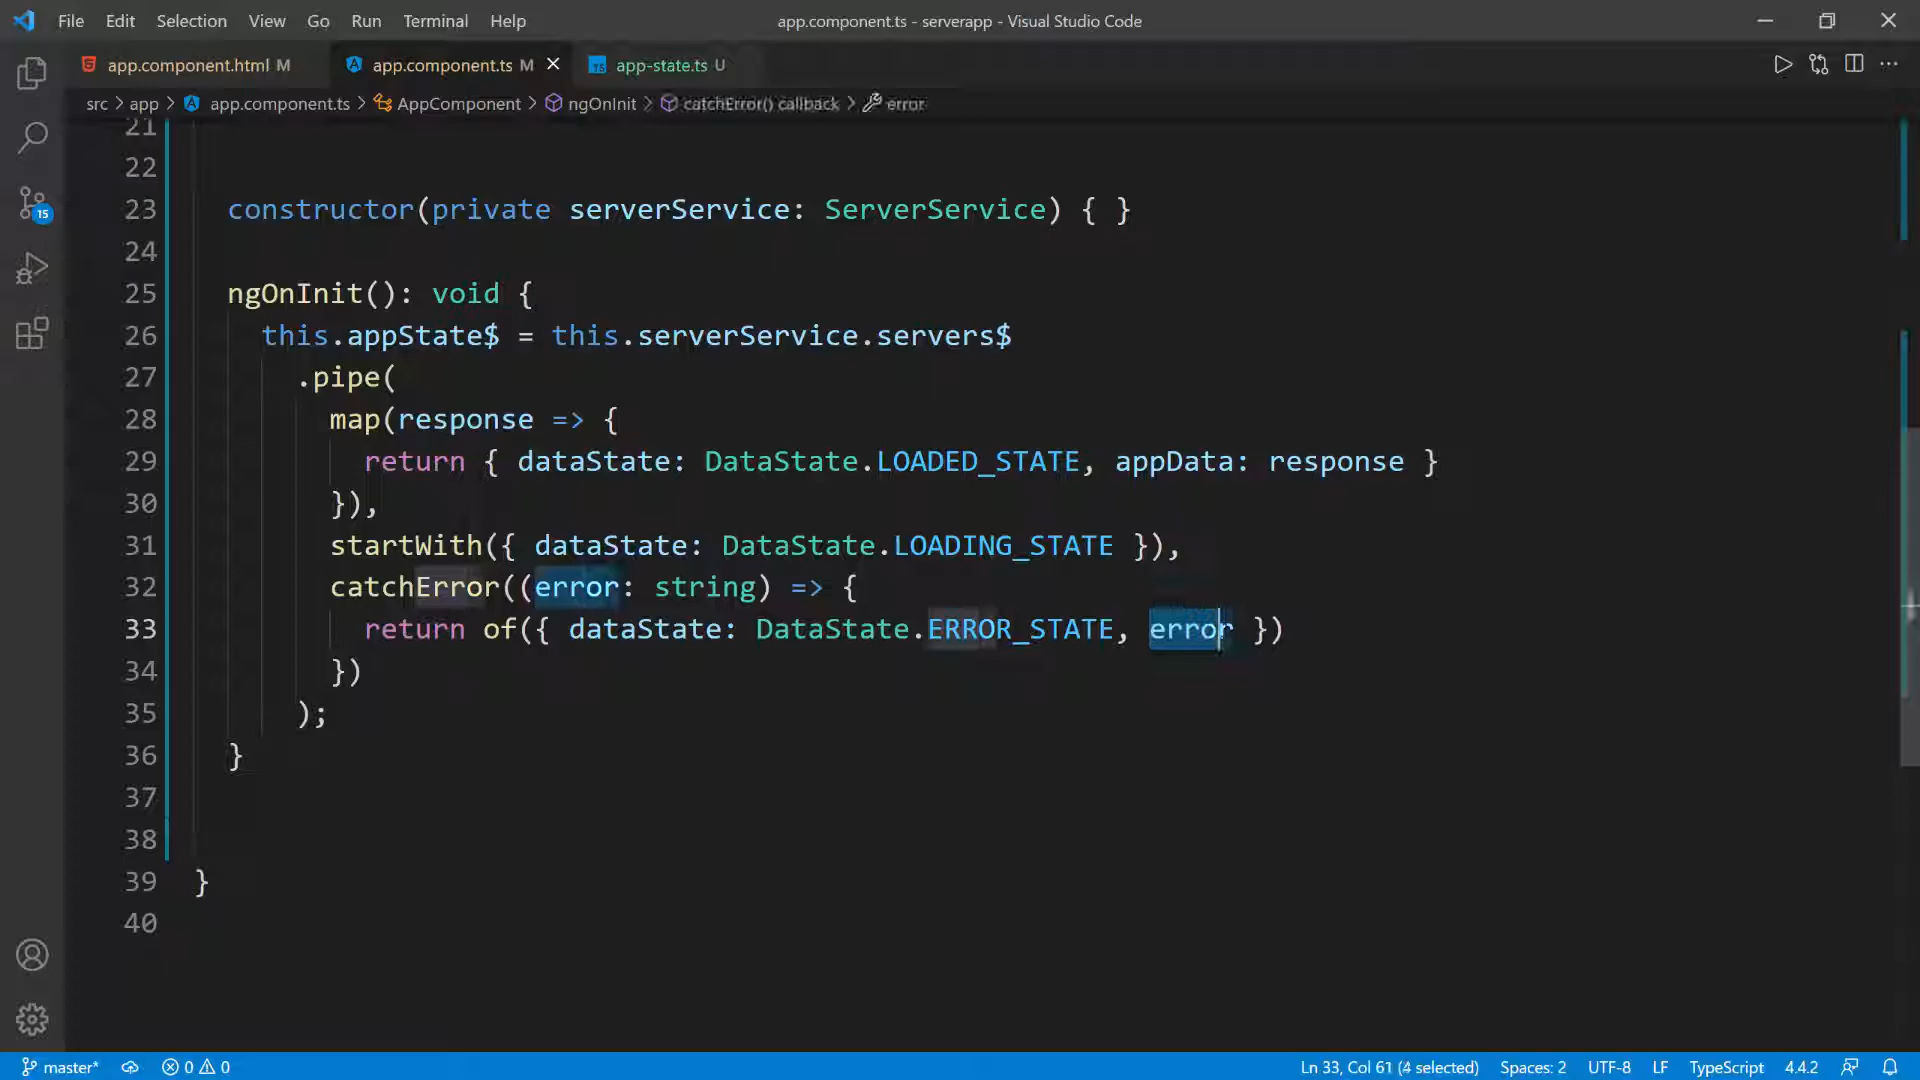 File Edit Selection View Go Run Terminal Help app.component.ts - serverapp - Visual Studio Code
app.component.html M app.component.ts M app-state.ts U
src > app > app.component.ts > AppComponent > ngOnInit > catchError() callback > error
21
22
23 constructor(private serverService: ServerService) { }
24
25 ngOnInit(): void {
26 this.appState$ = this.serverService.servers$
27 .pipe(
28 map(response => {
29 return { dataState: DataState.LOADED_STATE, appData: response }
30 }),
31 startWith({ dataState: DataState.LOADING_STATE }),
32 catchError((error: string) => {
33 return of({ dataState: DataState.ERROR_STATE, error })
34 })
35 );
36 }
37
38
39 }
40
15
master* 0 0 Ln 33, Col 61 (4 selected) Spaces: 2 UTF-8 LF TypeScript 4.4.2